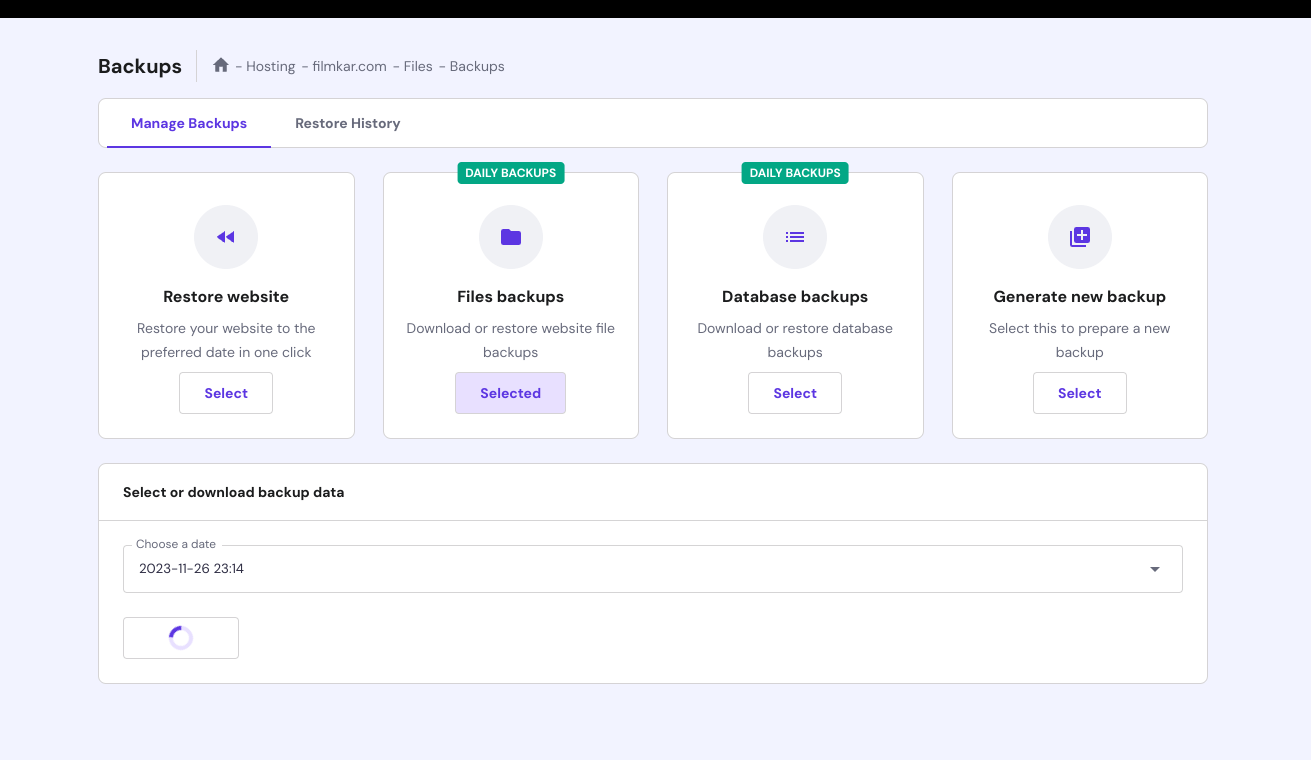 Backups
- Hosting - filmkar.com - Files - Backups
Manage Backups
Restore History
Restore website
Restore your website to the
preferred date in one click
Select
DAILY BACKUPS
Files backups
Download or restore website file
backups
Selected
DAILY BACKUPS
Database backups
Download or restore database
backups
Select
Generate new backup
Select this to prepare a new
backup
Select
Select or download backup data
Choose a date
2023-11-26 23:14